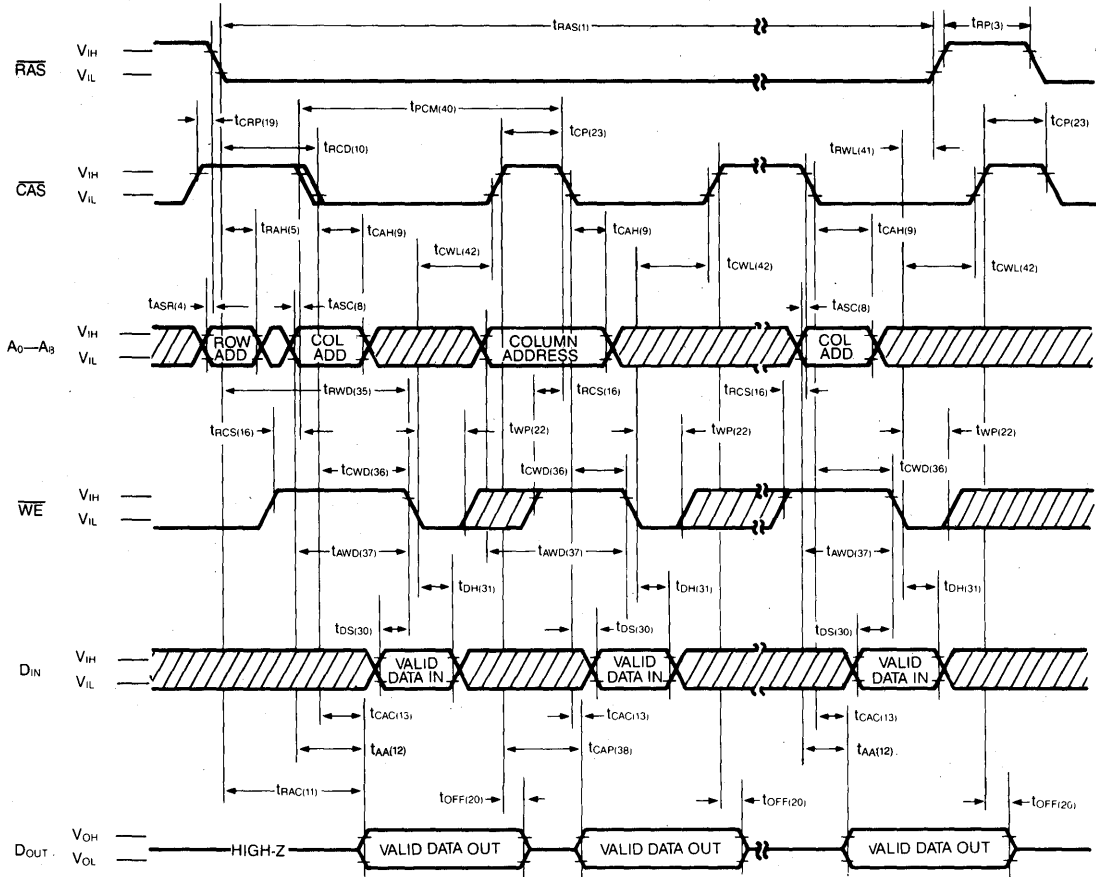 tRAS(1) tRP(3)
RAS VIH
VIL
tPCM(40)
tCRP(19) tCP(23) tCP(23)
tRCD(10) tRWL(41)
CAS VIH
VIL
tRAH(5) tCAH(9) tCAH(9) tCAH(9)
tCWL(42) tCWL(42) tCWL(42)
tASR(4) tASC(8) tASC(8)
A0—A8 VIH
VIL
ROW ADD
COL ADD
COLUMN ADDRESS
COL ADD
tRWD(35) tRCS(16) tRCS(16)
tRCS(16) tWP(22) tWP(22) tWP(22)
tCWD(36) tCWD(36) tCWD(36)
WE VIH
VIL
tAWD(37) tAWD(37) tAWD(37)
tDH(31) tDH(31) tDH(31)
tDS(30) tDS(30) tDS(30)
DIN VIH
VIL
VALID DATA IN
VALID DATA IN
VALID DATA IN
tCAC(13) tCAC(13) tCAC(13)
tAA(12) tCAP(38) tAA(12)
tRAC(11)
tOFF(20) tOFF(20) tOFF(20)
DOUT VOH
VOL
HIGH-Z VALID DATA OUT VALID DATA OUT VALID DATA OUT